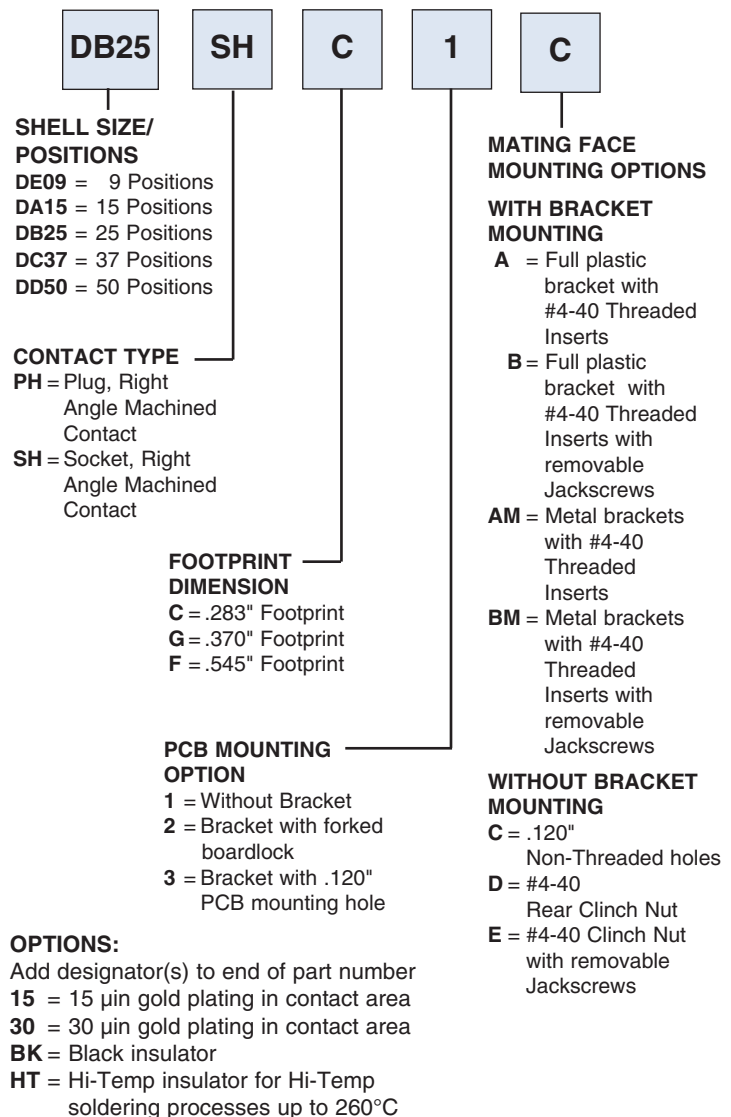 DB25 SH C 1 C
SHELL SIZE/
POSITIONS
DE09 = 9 Positions
DA15 = 15 Positions
DB25 = 25 Positions
DC37 = 37 Positions
DD50 = 50 Positions
CONTACT TYPE
PH = Plug, Right
Angle Machined
Contact
SH = Socket, Right
Angle Machined
Contact
FOOTPRINT
DIMENSION
C = .283" Footprint
G = .370" Footprint
F = .545" Footprint
PCB MOUNTING
OPTION
1 = Without Bracket
2 = Bracket with forked
boardlock
3 = Bracket with .120"
PCB mounting hole
MATING FACE
MOUNTING OPTIONS
WITH BRACKET
MOUNTING
A = Full plastic
bracket with
#4-40 Threaded
Inserts
B = Full plastic
bracket with
#4-40 Threaded
Inserts with
removable
Jackscrews
AM = Metal brackets
with #4-40
Threaded
Inserts
BM = Metal brackets
with #4-40
Threaded
Inserts with
removable
Jackscrews
WITHOUT BRACKET
MOUNTING
C = .120"
Non-Threaded holes
D = #4-40
Rear Clinch Nut
E = #4-40 Clinch Nut
with removable
Jackscrews
OPTIONS:
Add designator(s) to end of part number
15 = 15 µin gold plating in contact area
30 = 30 µin gold plating in contact area
BK = Black insulator
HT = Hi-Temp insulator for Hi-Temp
soldering processes up to 260°C